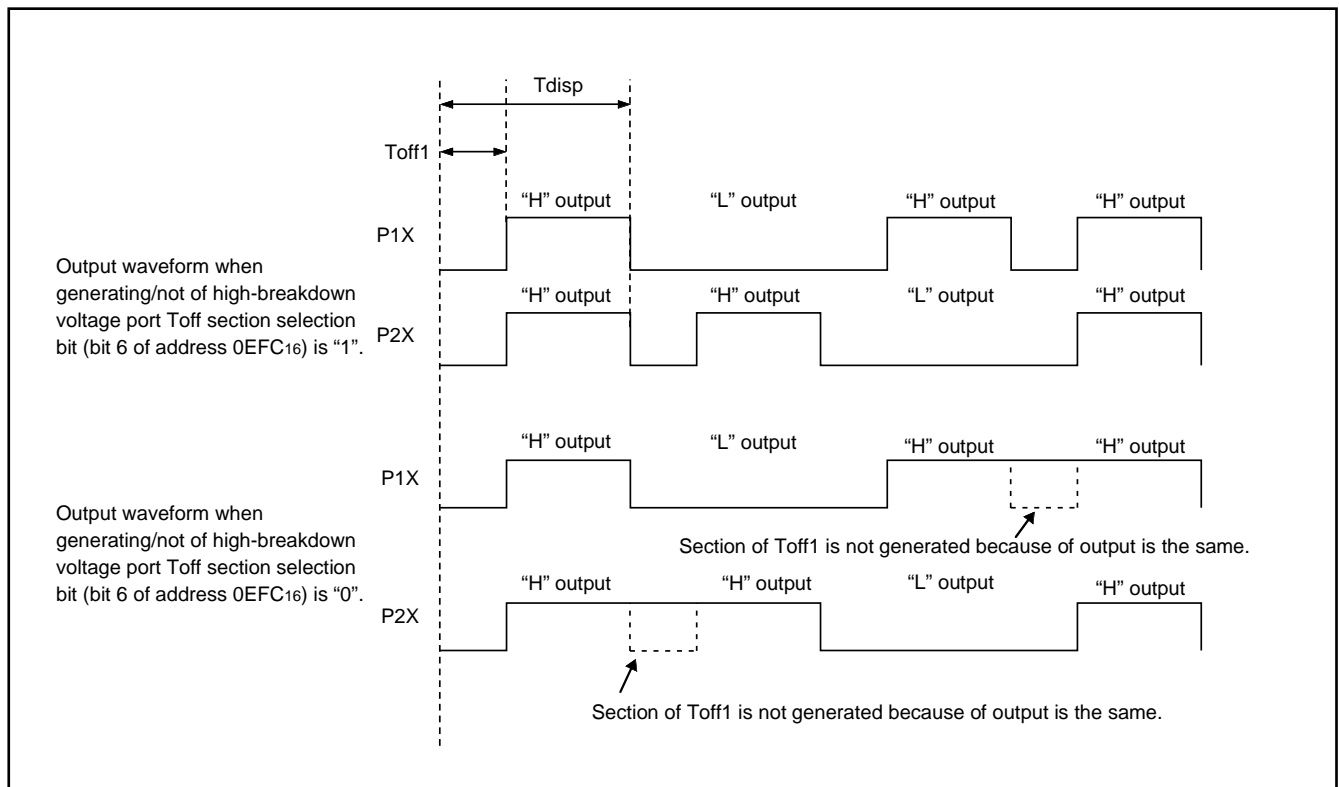 Tdisp
Toff1
“H” output “L” output “H” output “H” output
P1X
Output waveform when
generating/not of high-breakdown
voltage port Toff section selection
bit (bit 6 of address 0EFC16) is “1”.
“H” output “H” output “L” output “H” output
P2X
“H” output “L” output “H” output “H” output
P1X
Section of Toff1 is not generated because of output is the same.
Output waveform when
generating/not of high-breakdown
voltage port Toff section selection
bit (bit 6 of address 0EFC16) is “0”.
“H” output “H” output “L” output “H” output
P2X
Section of Toff1 is not generated because of output is the same.